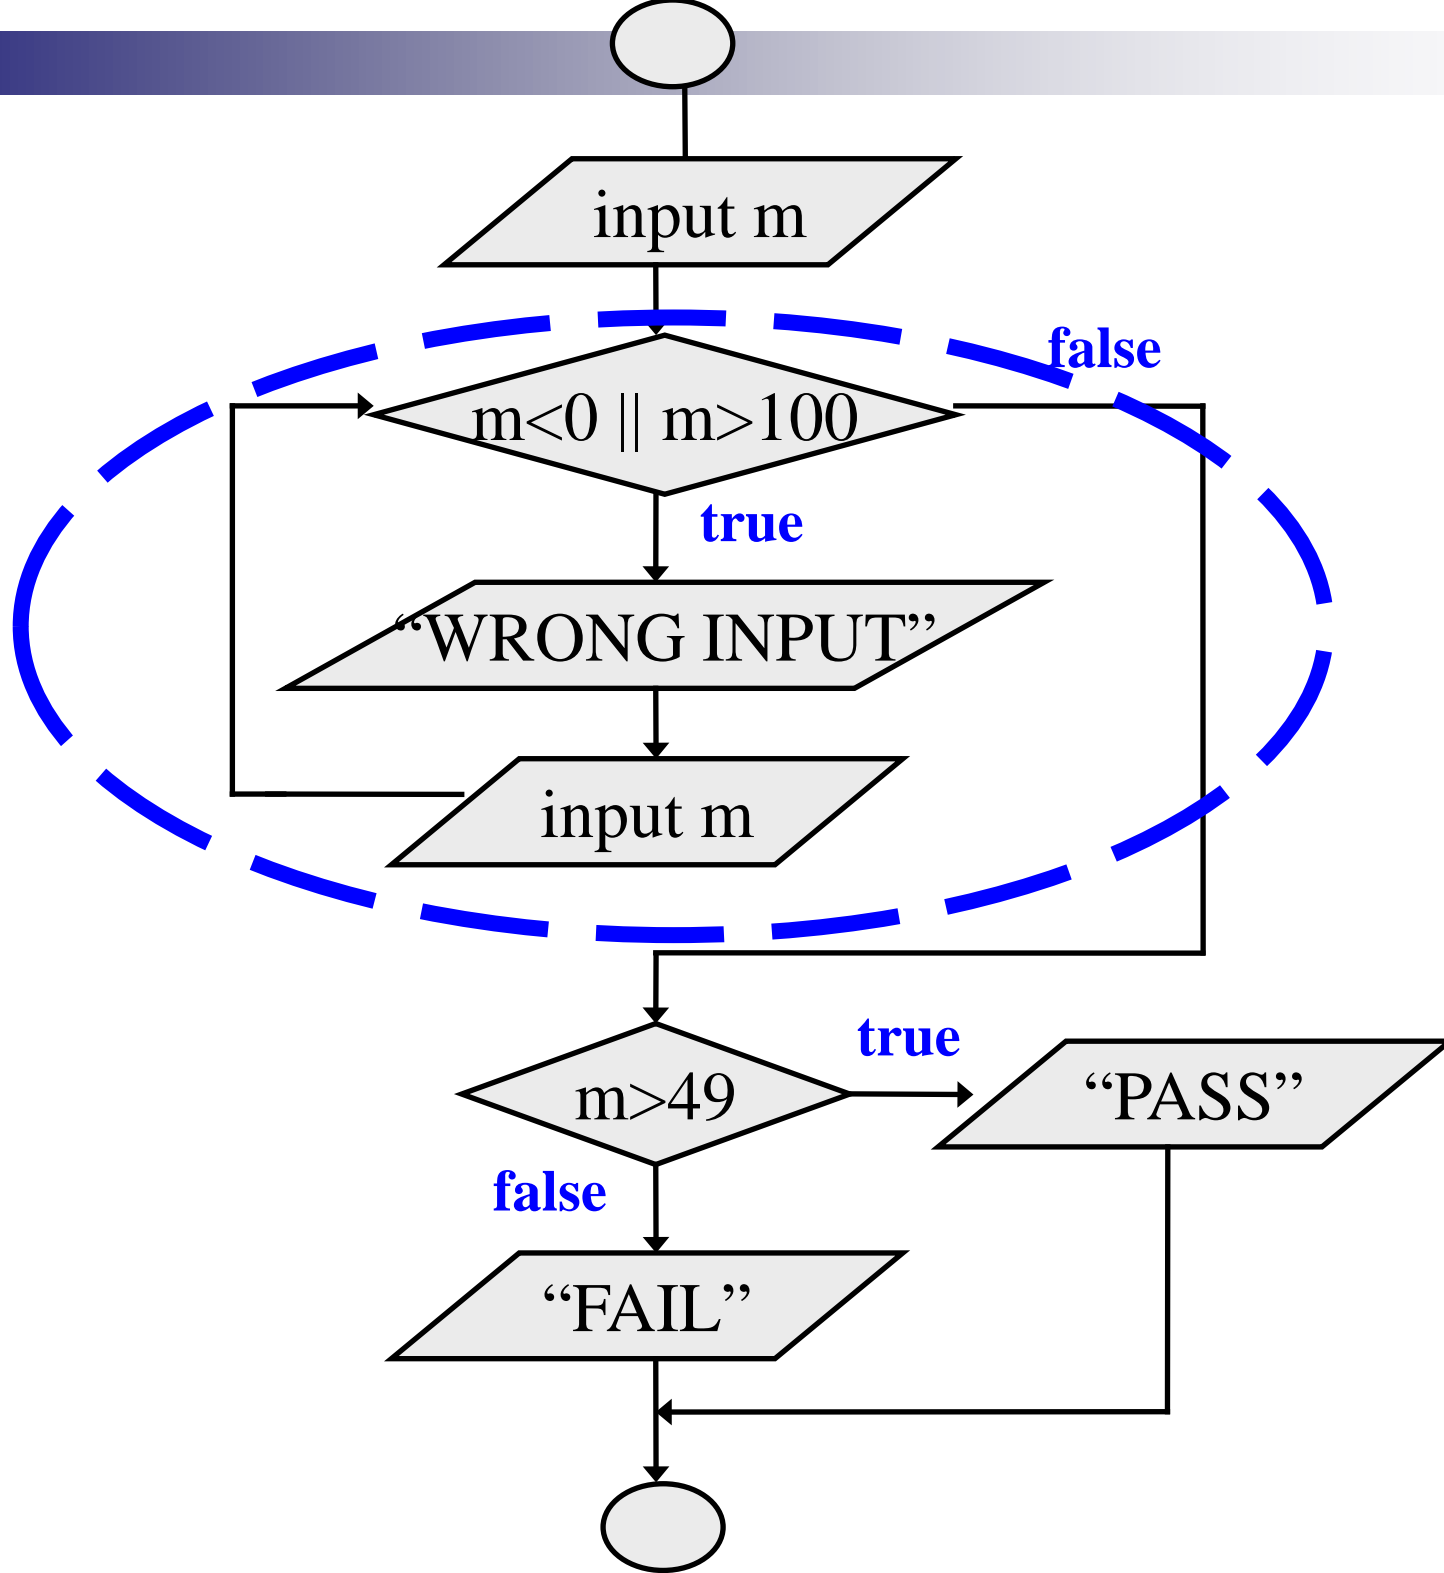 input m
false
m<0 || m>100
true
“WRONG INPUT”
input m
true
m>49
“PASS”
false
“FAIL”